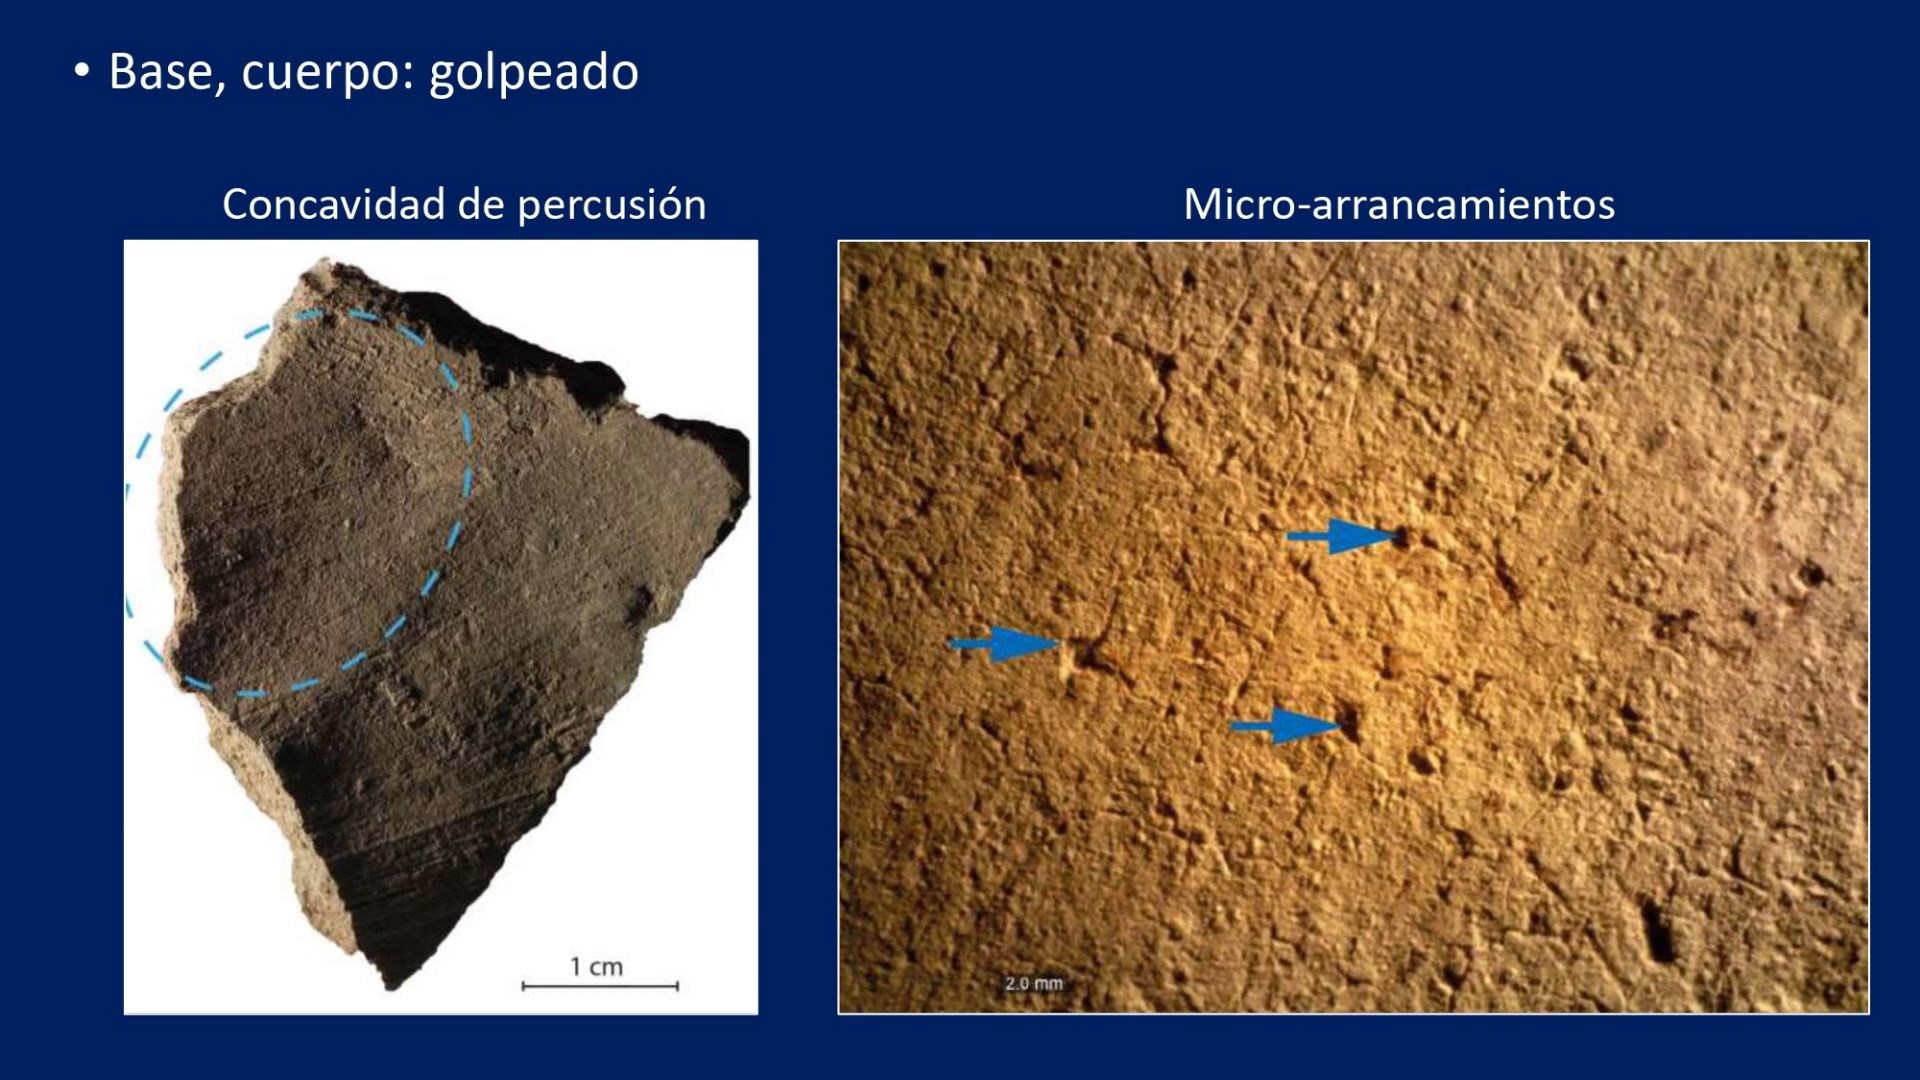 • Base, cuerpo: golpeado
Concavidad de percusión
Micro-arrancamientos
1 cm
2.0 mm